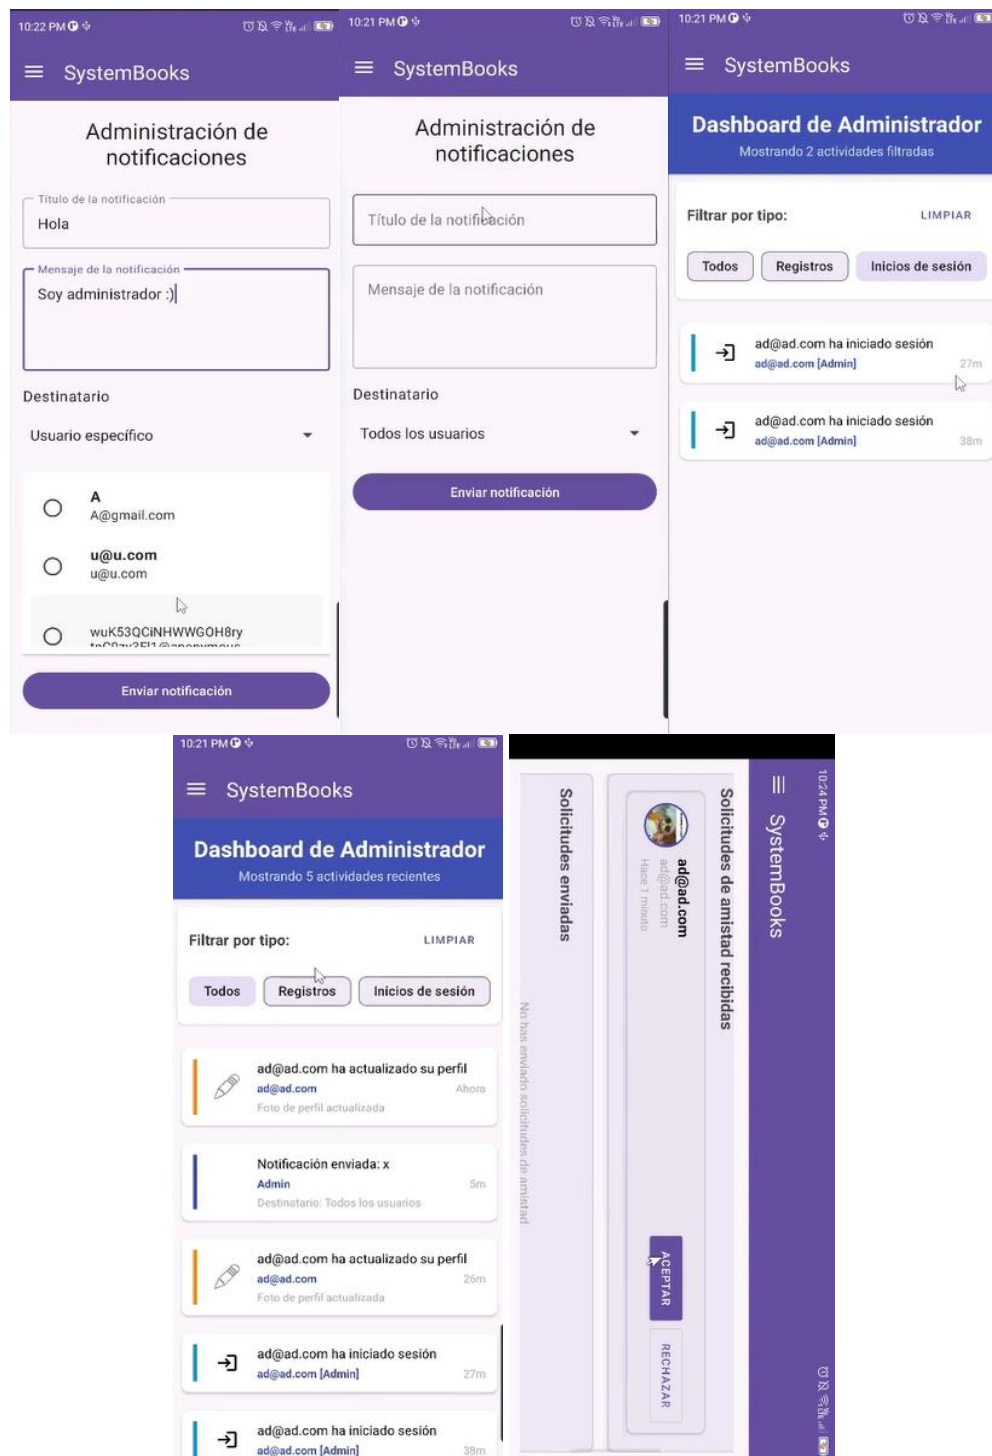 10:22 PM
SystemBooks
Administración de
notificaciones
Título de la notificación
Hola
Mensaje de la notificación
Soy administrador :)
Destinatario
Usuario específico
A
A@gmail.com
u@u.com
u@u.com
wuK53QCiNHWWGOH8ry
Enviar notificación
10:21 PM
SystemBooks
Administración de
notificaciones
Título de la notificación
Mensaje de la notificación
Destinatario
Todos los usuarios
Enviar notificación
10:21 PM
SystemBooks
Dashboard de Administrador
Mostrando 2 actividades filtradas
Filtrar por tipo:
LIMPIAR
Todos Registros Inicios de sesión
ad@ad.com ha iniciado sesión
ad@ad.com [Admin] 27m
ad@ad.com ha iniciado sesión
ad@ad.com [Admin] 38m
10:21 PM
SystemBooks
Dashboard de Administrador
Mostrando 5 actividades recientes
Filtrar por tipo:
LIMPIAR
Todos Registros Inicios de sesión
ad@ad.com ha actualizado su perfil
ad@ad.com Ahora
Foto de perfil actualizada
Notificación enviada: x
Admin 5m
Destinatario: Todos los usuarios
ad@ad.com ha actualizado su perfil
ad@ad.com 26m
Foto de perfil actualizada
ad@ad.com ha iniciado sesión
ad@ad.com [Admin] 27m
ad@ad.com ha iniciado sesión
ad@ad.com [Admin] 38m
10:24 PM
SystemBooks
Solicitudes de amistad recibidas
ad@ad.com
ad@ad.com
Hace 1 minuto
ACEPTAR
RECHAZAR
Solicitudes enviadas
No has enviado solicitudes de amistad